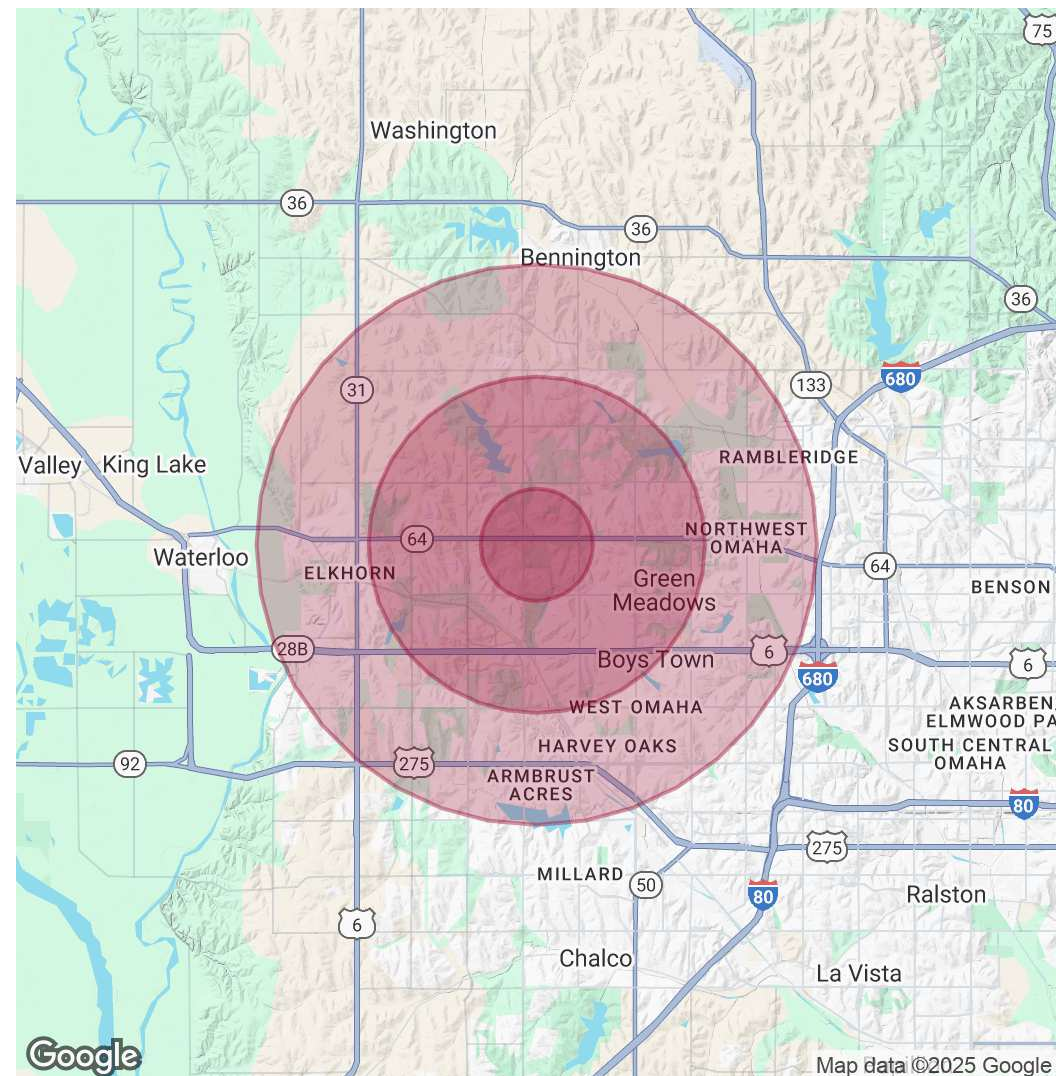 75
Washington
36
36
Bennington
36
31
133
680
Valley
King Lake
RAMBLERIDGE
64
NORTHWEST
OMAHA
Waterloo
ELKHORN
64
Green
Meadows
BENSON
28B
Boys Town
6
6
680
WEST OMAHA
AKSARBEN
ELMWOOD PA
HARVEY OAKS
SOUTH CENTRAL
OMAHA
92
275
ARMBRUST
ACRES
80
275
MILLARD
50
80
Ralston
6
Chalco
La Vista
Google
Map data ©2025 Google